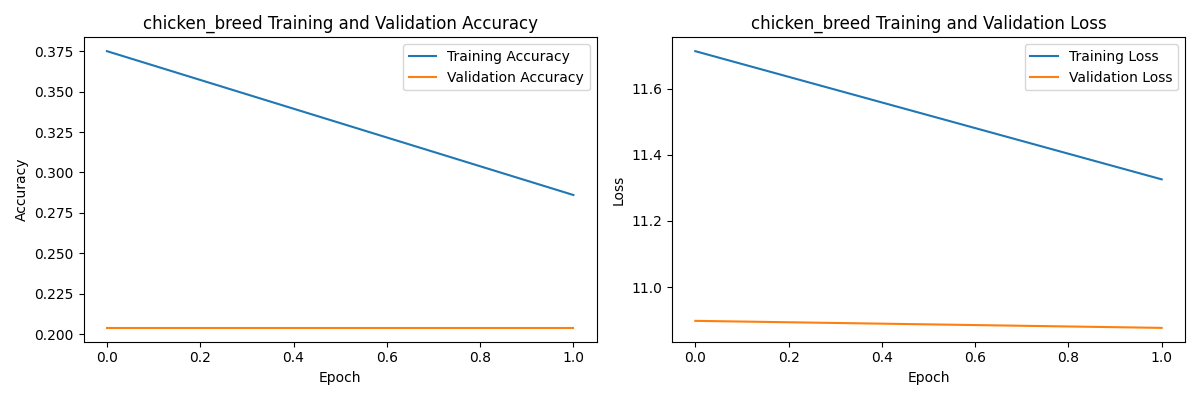 chicken_breed Training and Validation Accuracy
Training Accuracy
Validation Accuracy
Accuracy
0.375
0.350
0.325
0.300
0.275
0.250
0.225
0.200
0.0 0.2 0.4 0.6 0.8 1.0
Epoch
chicken_breed Training and Validation Loss
Training Loss
Validation Loss
Loss
11.6
11.4
11.2
11.0
0.0 0.2 0.4 0.6 0.8 1.0
Epoch